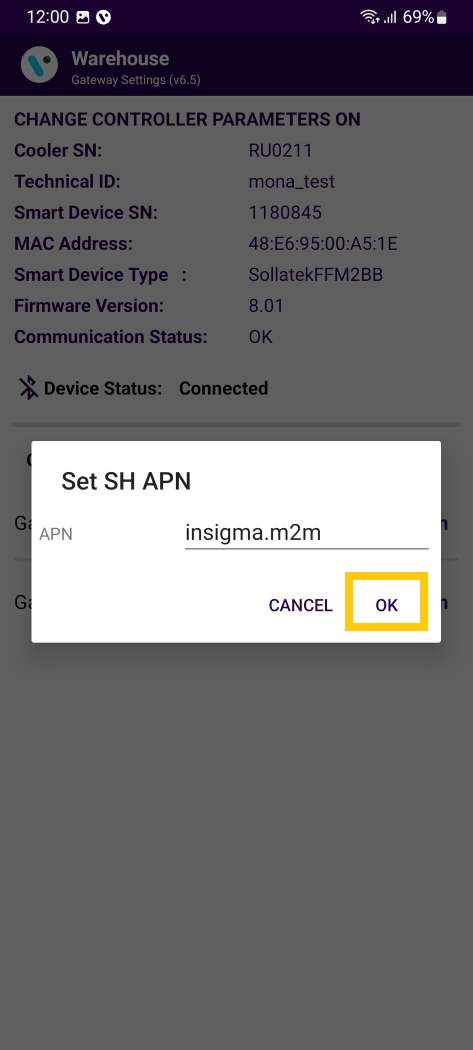 12:00 69%
Warehouse
Gateway Settings (v6.5)
CHANGE CONTROLLER PARAMETERS ON
Cooler SN: RU0211
Technical ID: mona_test
Smart Device SN: 1180845
MAC Address: 48:E6:95:00:A5:1E
Smart Device Type : SollatekFFM2BB
Firmware Version: 8.01
Communication Status: OK
Device Status: Connected
Set SH APN
APN insigma.m2m
CANCEL OK